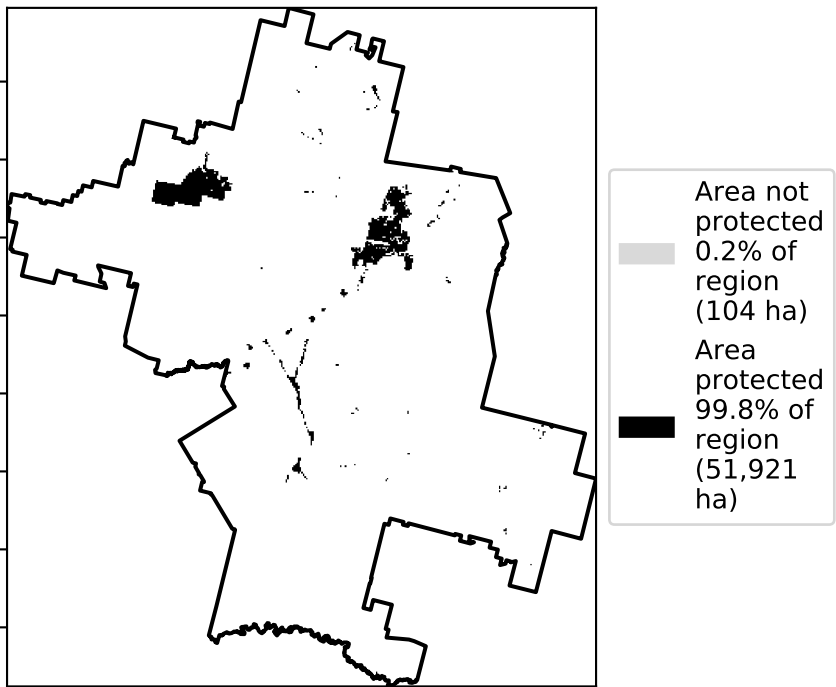 Area not
protected
0.2% of
region
(104 ha)
Area
protected
99.8% of
region
(51,921
ha)